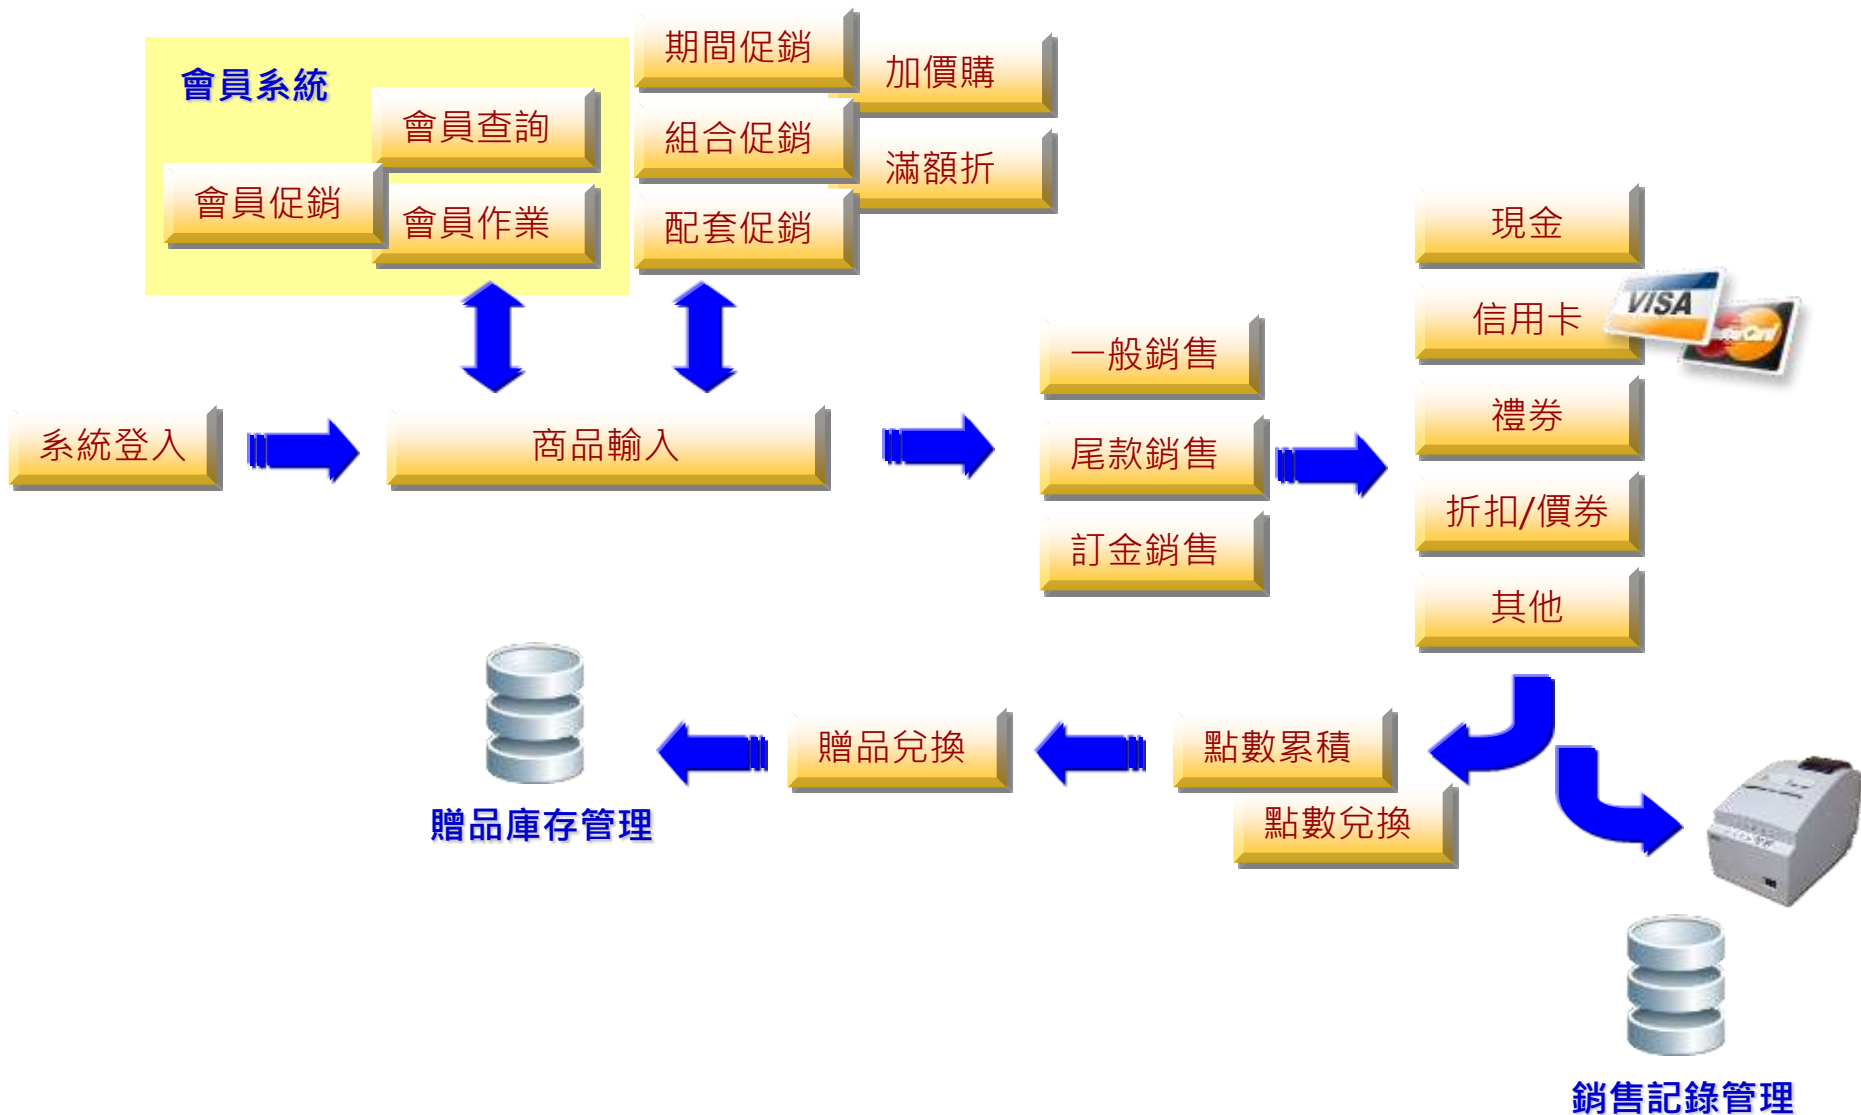 會員系統
會員查詢
會員促銷
會員作業
期間促銷
加價購
組合促銷
滿額折
配套促銷
系統登入
商品輸入
一般銷售
尾款銷售
訂金銷售
現金
信用卡
VISA
MasterCard
禮券
折扣/價券
其他
點數累積
點數兌換
贈品兌換
贈品庫存管理
銷售記錄管理